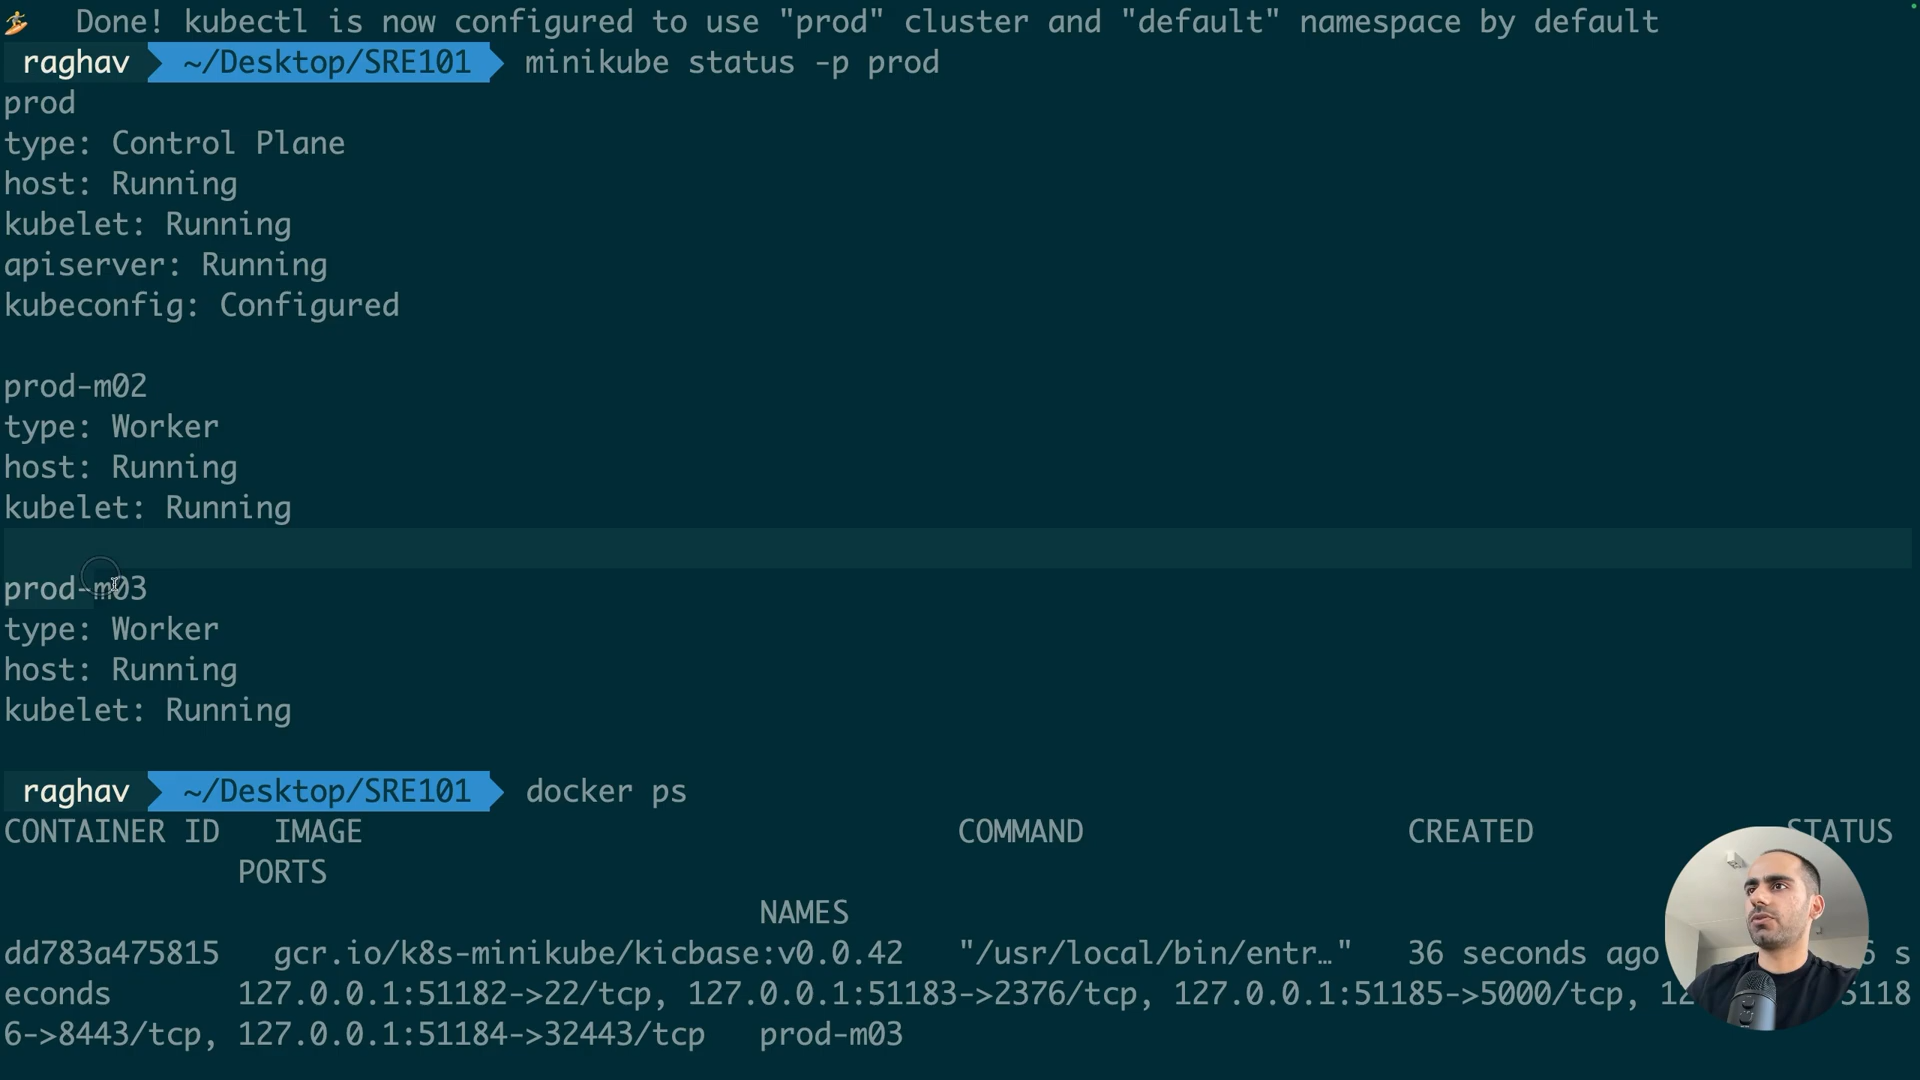 Done! kubectl is now configured to use "prod" cluster and "default" namespace by default
raghav ~/Desktop/SRE101 minikube status -p prod
prod
type: Control Plane
host: Running
kubelet: Running
apiserver: Running
kubeconfig: Configured
prod-m02
type: Worker
host: Running
kubelet: Running
prod-m03
type: Worker
host: Running
kubelet: Running
raghav ~/Desktop/SRE101 docker ps
CONTAINER ID IMAGE COMMAND CREATED STATUS
PORTS
NAMES
dd783a475815 gcr.io/k8s-minikube/kicbase:v0.0.42 "/usr/local/bin/entr…" 36 seconds ago s
econds 127.0.0.1:51182->22/tcp, 127.0.0.1:51183->2376/tcp, 127.0.0.1:51185->5000/tcp,
6->8443/tcp, 127.0.0.1:51184->32443/tcp prod-m03